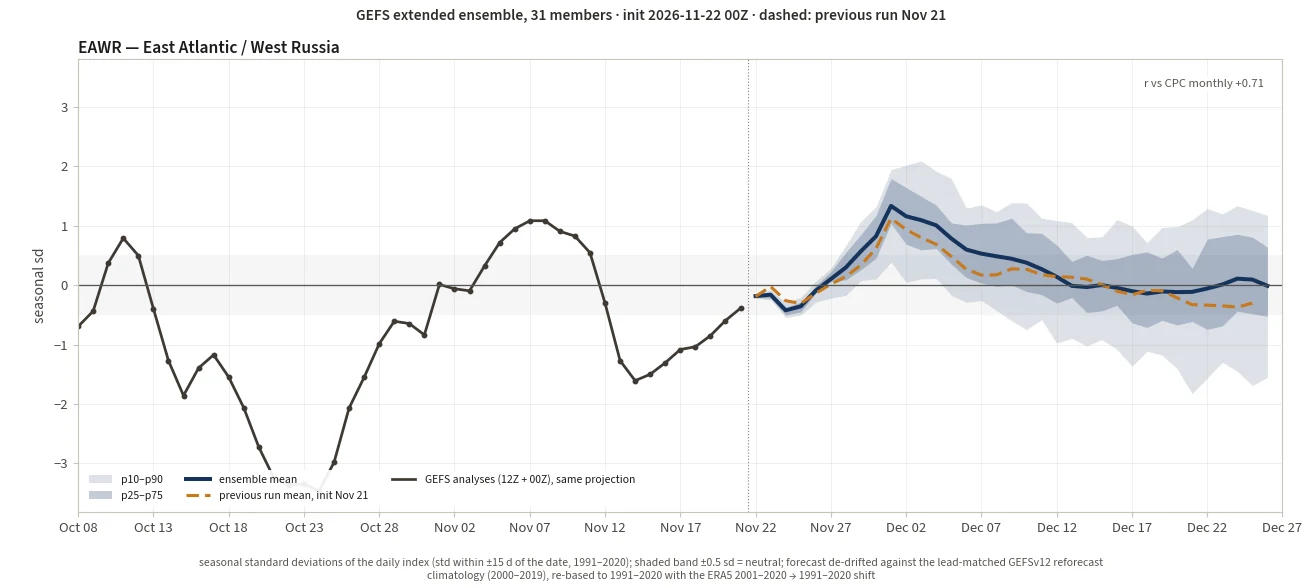 GEFS extended ensemble, 31 members · init 2026-11-22 00Z · dashed: previous run Nov 21
EAWR — East Atlantic / West Russia
r vs CPC monthly +0.71
seasonal sd
3
2
1
0
−1
−2
−3
p10–p90
ensemble mean
GEFS analyses (12Z + 00Z), same projection
p25–p75
previous run mean, init Nov 21
Oct 08
Oct 13
Oct 18
Oct 23
Oct 28
Nov 02
Nov 07
Nov 12
Nov 17
Nov 22
Nov 27
Dec 02
Dec 07
Dec 12
Dec 17
Dec 22
Dec 27
seasonal standard deviations of the daily index (std within ±15 d of the date, 1991–2020); shaded band ±0.5 sd = neutral; forecast de-drifted against the lead-matched GEFSv12 reforecast
climatology (2000–2019), re-based to 1991–2020 with the ERA5 2001–2020 → 1991–2020 shift